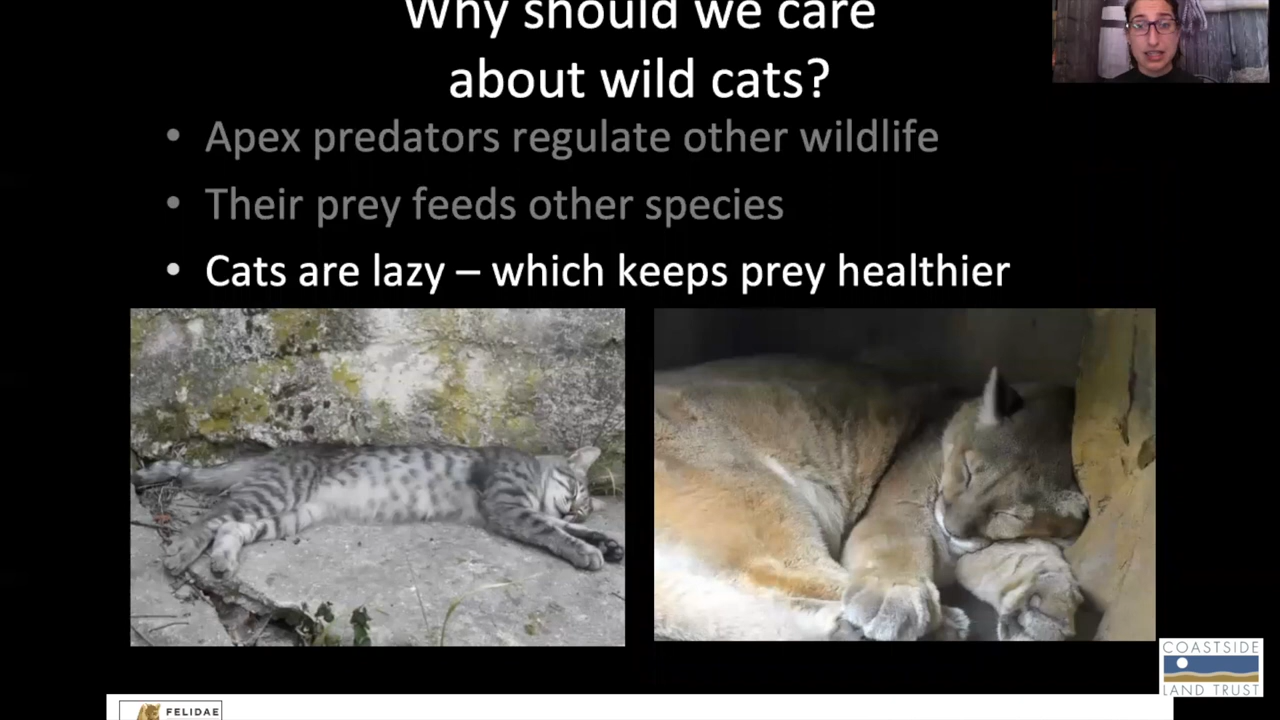 Why should we care
about wild cats?
• Apex predators regulate other wildlife
• Their prey feeds other species
• Cats are lazy – which keeps prey healthier
COASTSIDE
LAND TRUST
FELIDAE